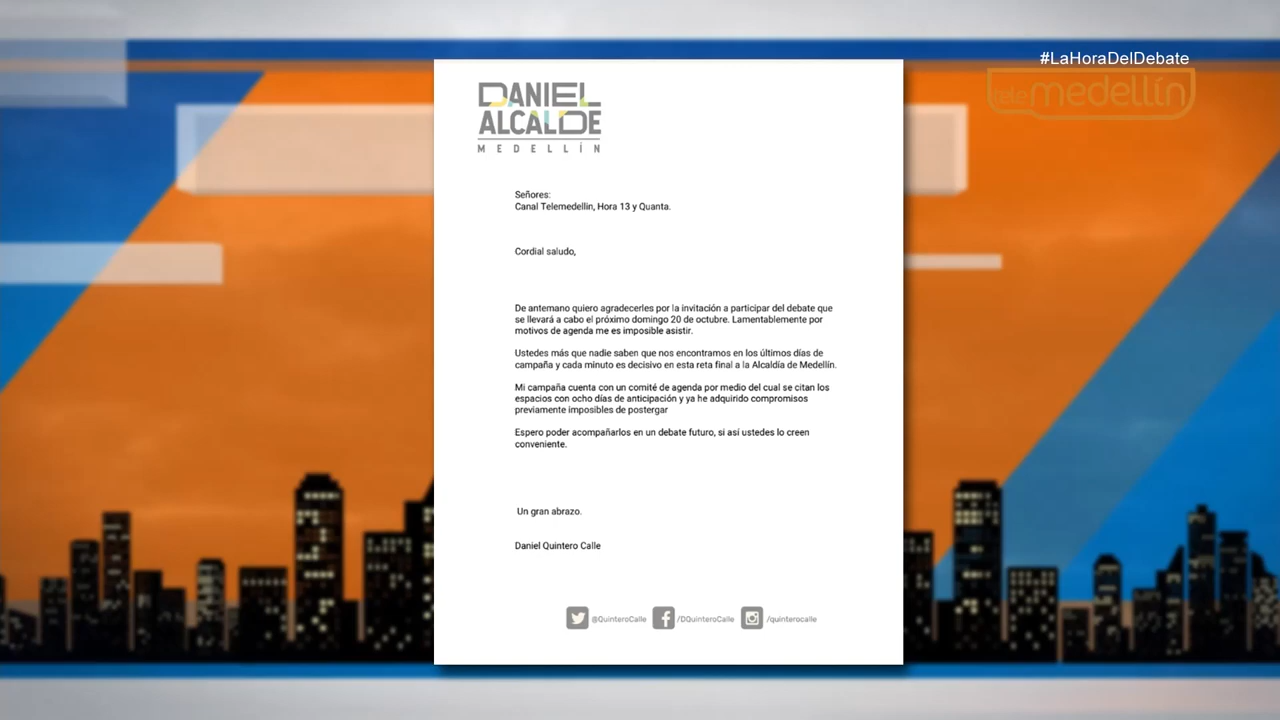 #LaHoraDelDebate
tele medellín
DANIEL
ALCALDE
MEDELLÍN
Señores:
Canal Telemedellin, Hora 13 y Quanta.
Cordial saludo,
De antemano quiero agradecerles por la invitación a participar del debate que
se llevará a cabo el próximo domingo 20 de octubre. Lamentablemente por
motivos de agenda me es imposible asistir.
Ustedes más que nadie saben que nos encontramos en los últimos días de
campaña y cada minuto es decisivo en esta reta final a la Alcaldía de Medellín.
Mi campaña cuenta con un comité de agenda por medio del cual se citan los
espacios con ocho días de anticipación y ya he adquirido compromisos
previamente imposibles de postergar
Espero poder acompañarlos en un debate futuro, si así ustedes lo creen
conveniente.
Un gran abrazo.
Daniel Quintero Calle
@QuinteroCalle /DQuinteroCalle /quinterocalle